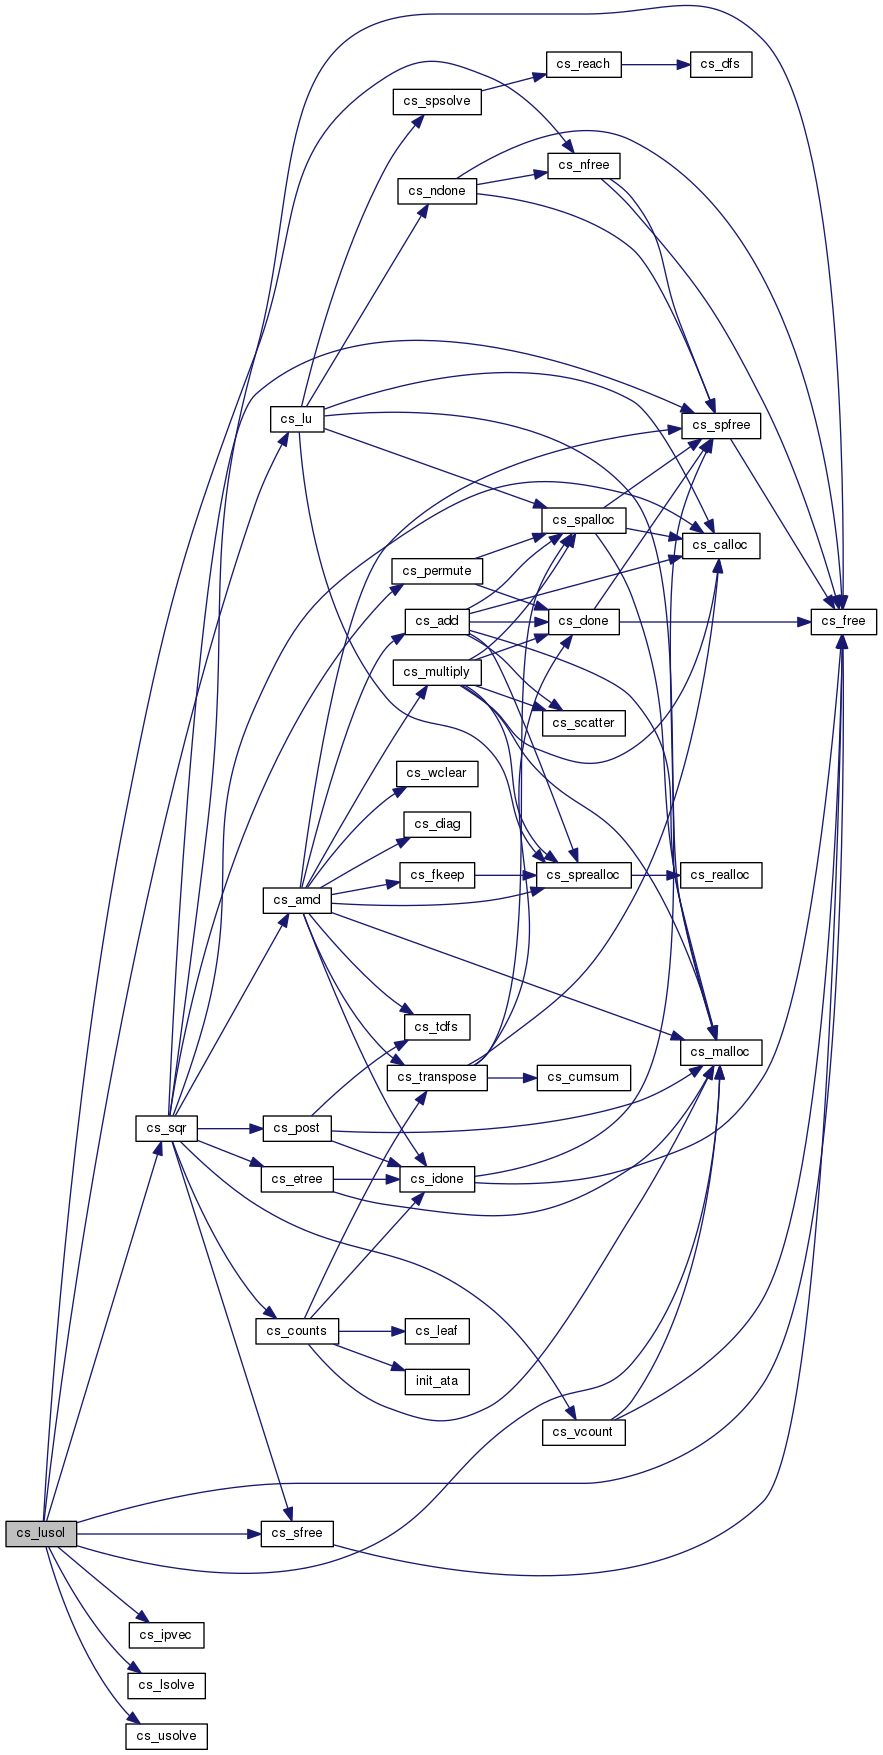 cs_reach
cs_dfs
cs_spsolve
cs_nfree
cs_ndone
cs_lu
cs_spfree
cs_spalloc
cs_calloc
cs_permute
cs_add
cs_done
cs_free
cs_multiply
cs_scatter
cs_wclear
cs_diag
cs_fkeep
cs_sprealloc
cs_realloc
cs_amd
cs_tdfs
cs_malloc
cs_transpose
cs_cumsum
cs_sqr
cs_post
cs_etree
cs_idone
cs_counts
cs_leaf
init_ata
cs_vcount
cs_lusol
cs_sfree
cs_ipvec
cs_lsolve
cs_usolve